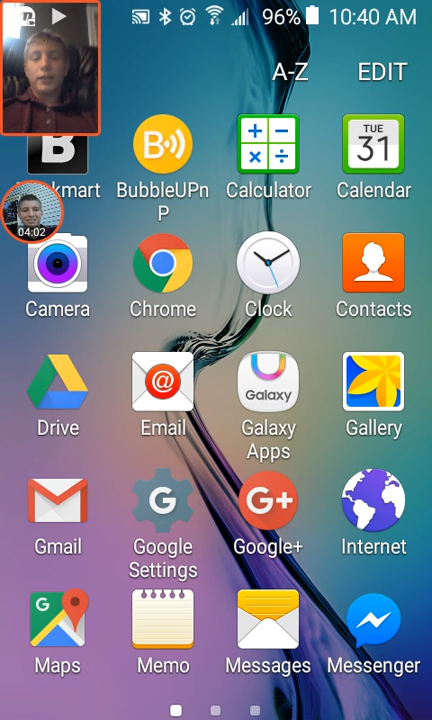 96% 10:40 AM
A-Z EDIT
B
BubbleUPn
P
Calculator
TUE
31
Calendar
04:02
Camera
Chrome
Clock
Contacts
Drive
@
Email
Galaxy
Galaxy
Apps
Gallery
Gmail
G
Google
Settings
G+
Google+
Internet
G
Maps
Memo
Messages
Messenger